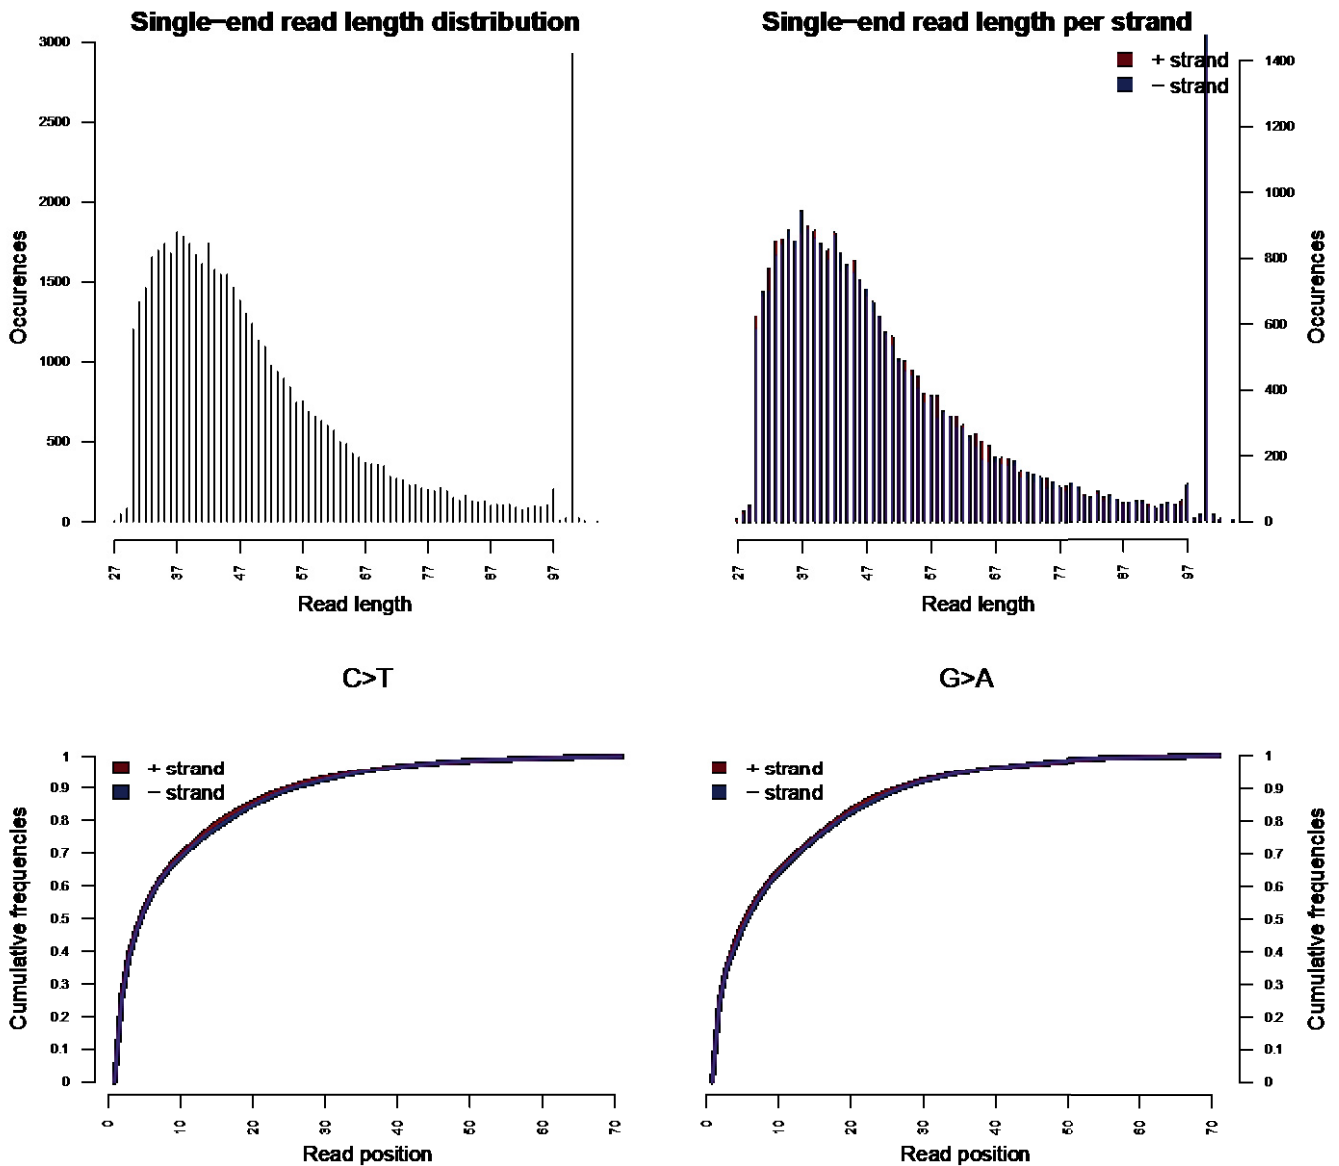 Single-end read length distribution
3000
2500
2000
1500
1000
500
0
Occurences
27 37 47 57 67 77 87 97
Read length
Single-end read length per strand
+ strand
- strand
1400
1200
1000
800
600
400
200
0
Occurences
27 37 47 57 67 77 87 97
Read length
C>T
+ strand
- strand
1
0.9
0.8
0.7
0.6
0.5
0.4
0.3
0.2
0.1
0
Cumulative frequencies
0 10 20 30 40 50 60 70
Read position
G>A
+ strand
- strand
1
0.9
0.8
0.7
0.6
0.5
0.4
0.3
0.2
0.1
0
Cumulative frequencies
0 10 20 30 40 50 60 70
Read position